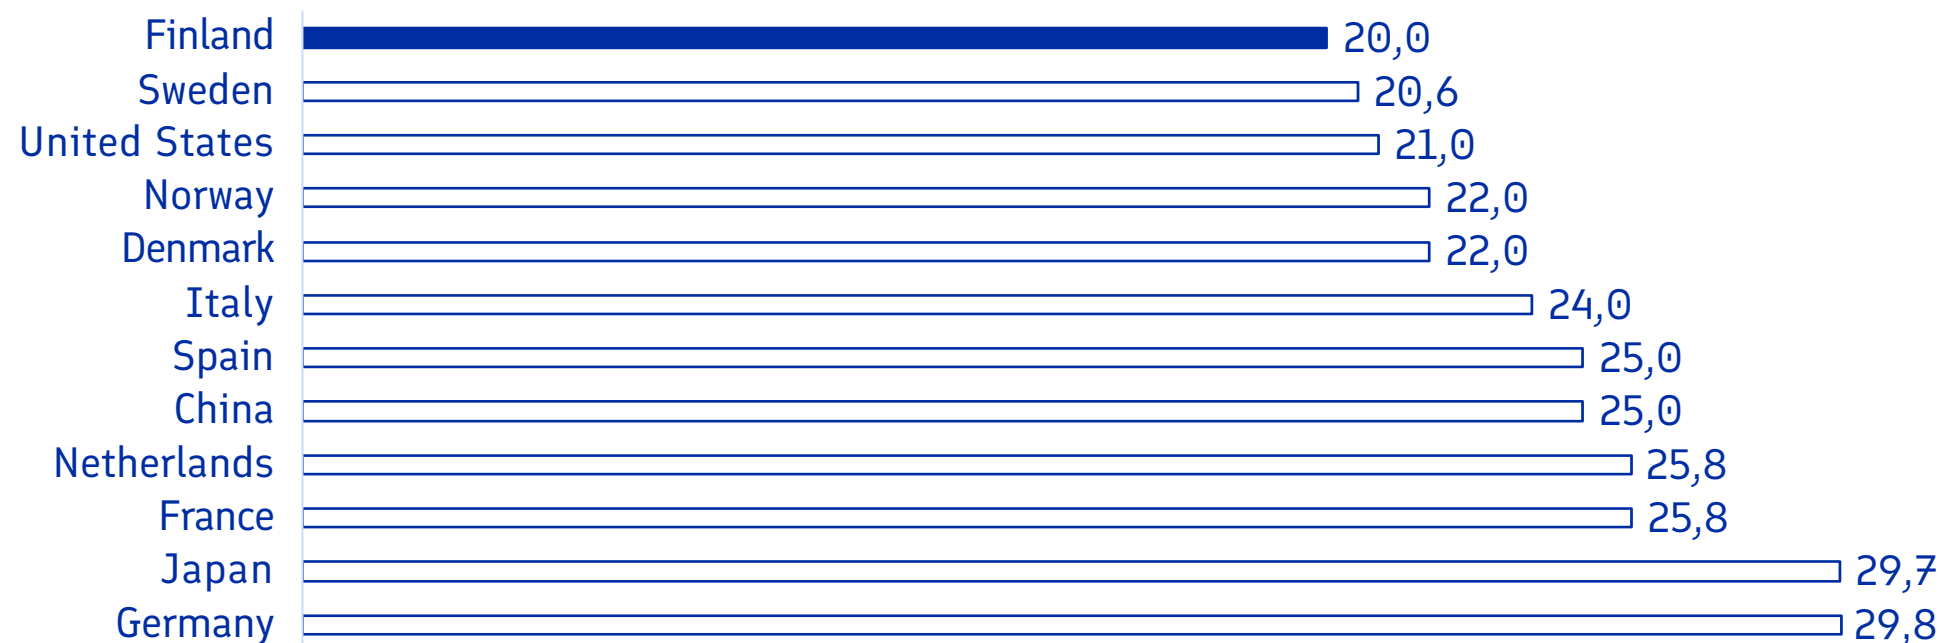 Finland 20,0
Sweden 20,6
United States 21,0
Norway 22,0
Denmark 22,0
Italy 24,0
Spain 25,0
China 25,0
Netherlands 25,8
France 25,8
Japan 29,7
Germany 29,8